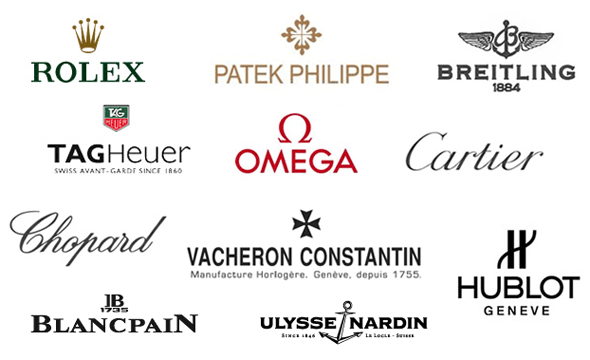 ROLEX
PATEK PHILIPPE
B
BREITLING
1884
TAG
HEUER
TAGHeuer
SWISS AVANT-GARDE SINCE 1860
Ω
OMEGA
Cartier
Chopard
VACHERON CONSTANTIN
Manufacture Horlogère. Genève, depuis 1755.
H
HUBLOT
GENEVE
JB
1735
BLANCPAIN
ULYSSE NARDIN
SINCE 1846 LE LOCLE - SUISSE